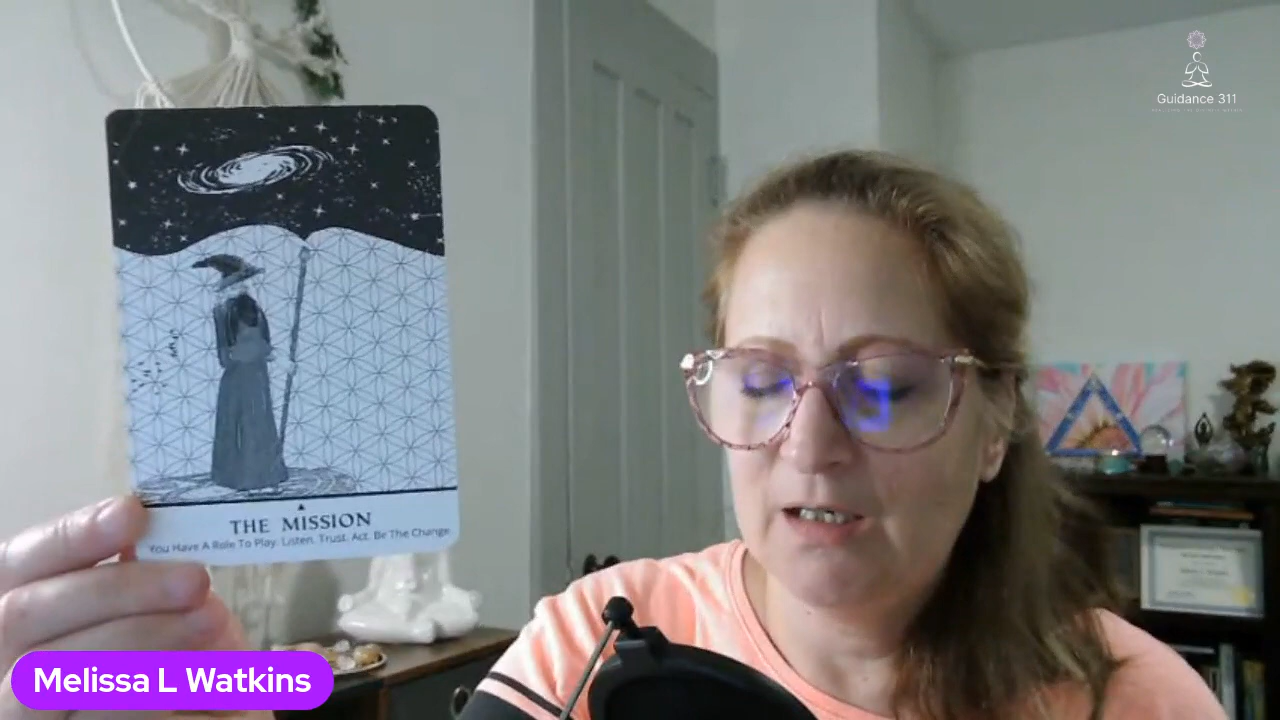 Guidance 311
THE MISSION
You Have A Role To Play. Listen. Trust. Act. Be The Change
Melissa L Watkins